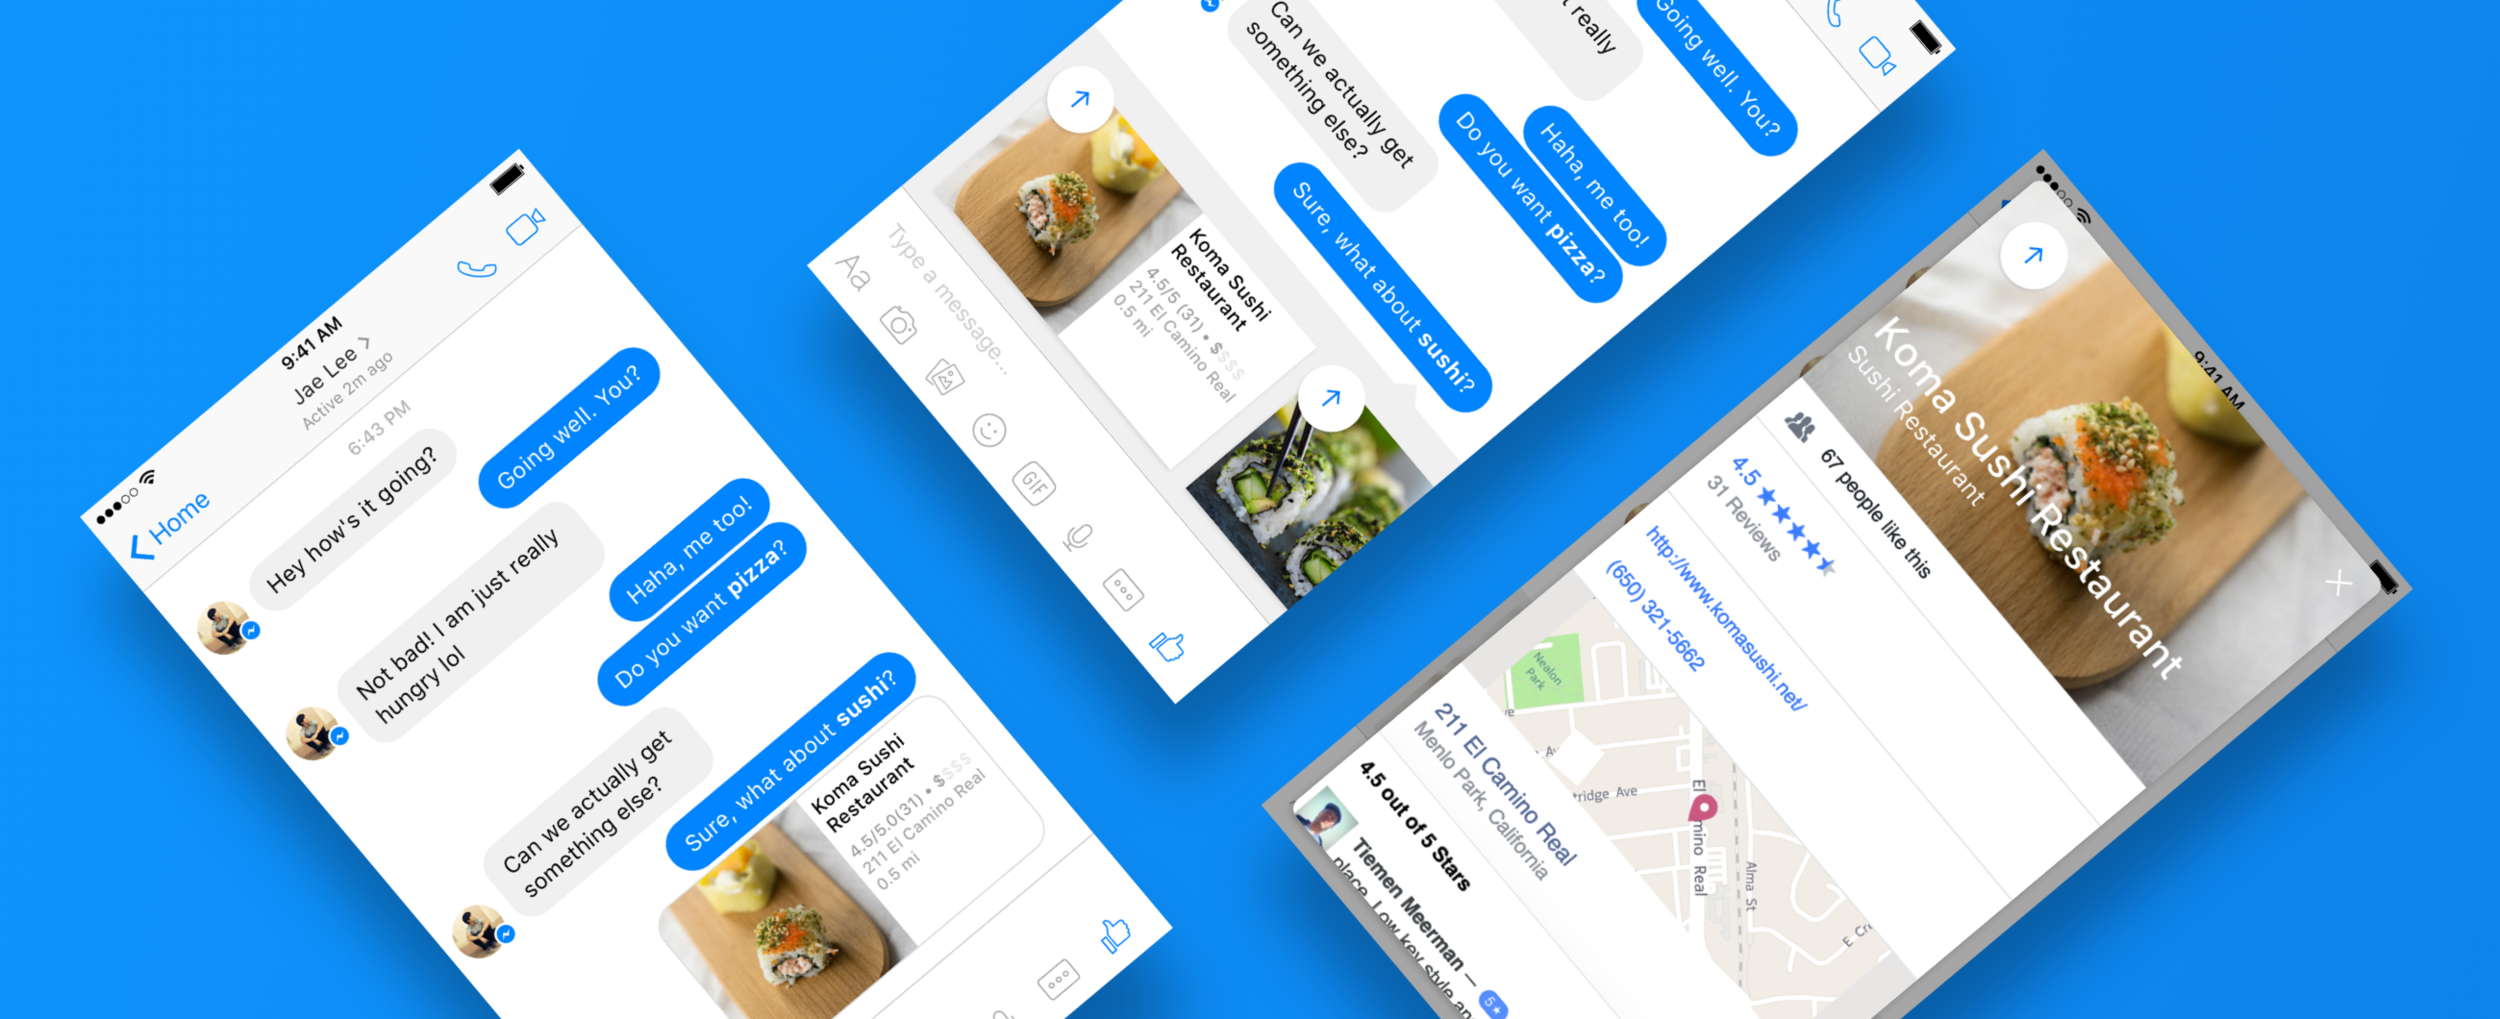 9:41 AM
Home
Jae Lee >
Active 2m ago
6:43 PM
Hey how's it going?
Going well. You?
Not bad! I am just really
hungry lol
Haha, me too!
Do you want pizza?
Can we actually get
something else?
Sure, what about sushi?
Koma Sushi
Restaurant
4.5/5.0(31) • $$$$
211 El Camino Real
0.5 mi
t really
Going well. You?
Haha, me too!
Do you want pizza?
Can we actually get
something else?
Sure, what about sushi?
Koma Sushi
Restaurant
4.5/5 (31) • $$$$
211 El Camino Real
0.5 mi
Type a message...
Aa
GIF
9:41 AM
Koma Sushi Restaurant
Sushi Restaurant
67 people like this
4.5
31 Reviews
http://www.komasushi.net/
(650) 321-5662
Nealon
Park
ve
Av
tridge Ave
El
mino Real
Alma St
E Cr
211 El Camino Real
Menlo Park, California
4.5 out of 5 Stars
Tiemen Meerman —
5★
place. Low key style an